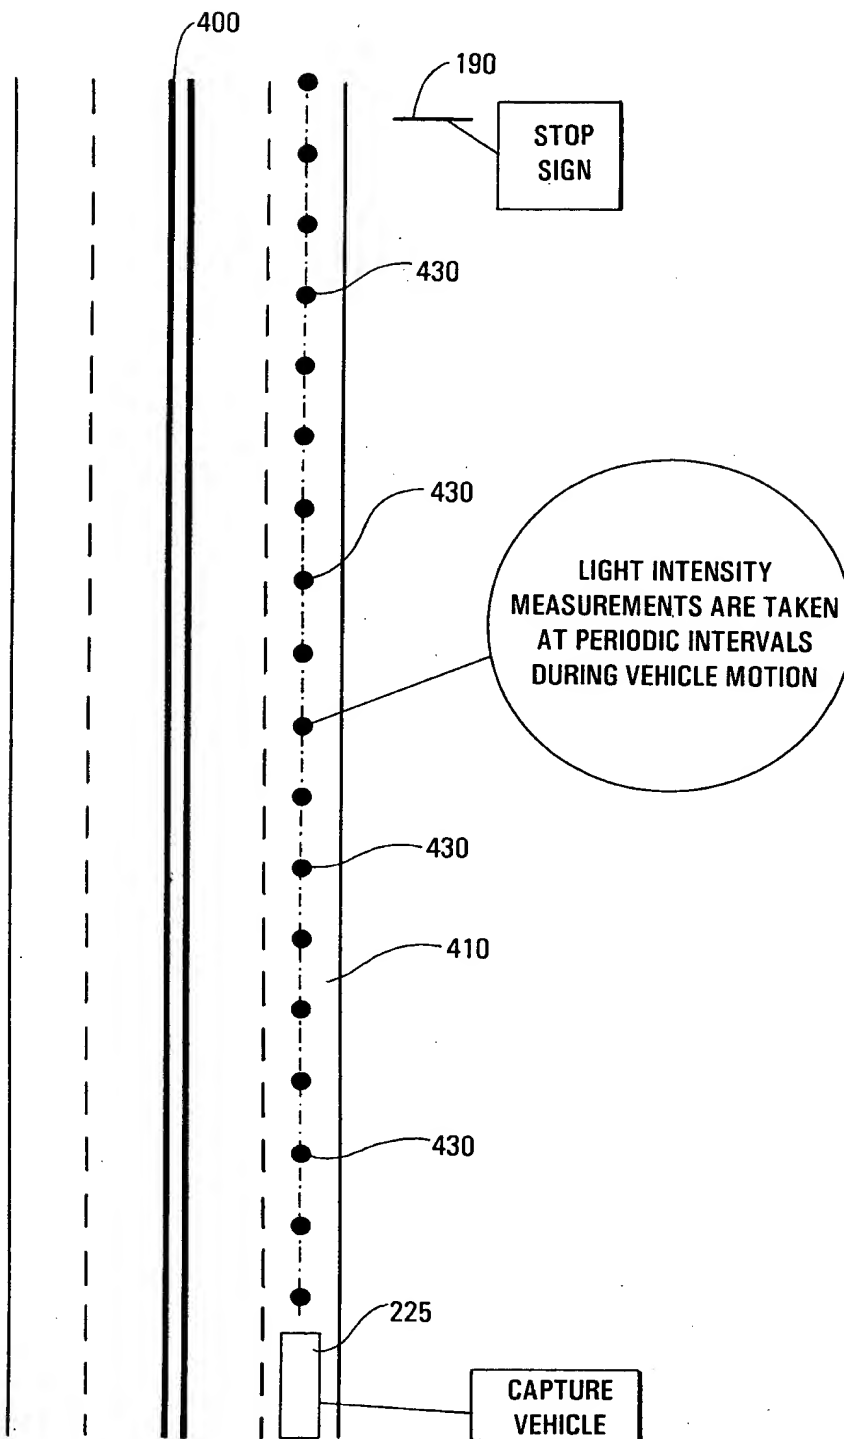 400
190
STOP
SIGN
430
430
LIGHT INTENSITY
MEASUREMENTS ARE TAKEN
AT PERIODIC INTERVALS
DURING VEHICLE MOTION
430
410
430
225
CAPTURE
VEHICLE